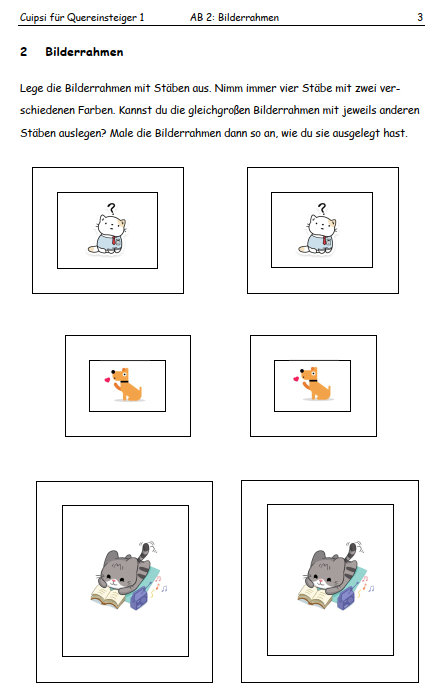 Cuipsi für Quereinsteiger 1 AB 2: Bilderrahmen 3
2 Bilderrahmen
Lege die Bilderrahmen mit Stäben aus. Nimm immer vier Stäbe mit zwei ver-
schiedenen Farben. Kannst du die gleichgroßen Bilderrahmen mit jeweils anderen
Stäben auslegen? Male die Bilderrahmen dann so an, wie du sie ausgelegt hast.
? ?